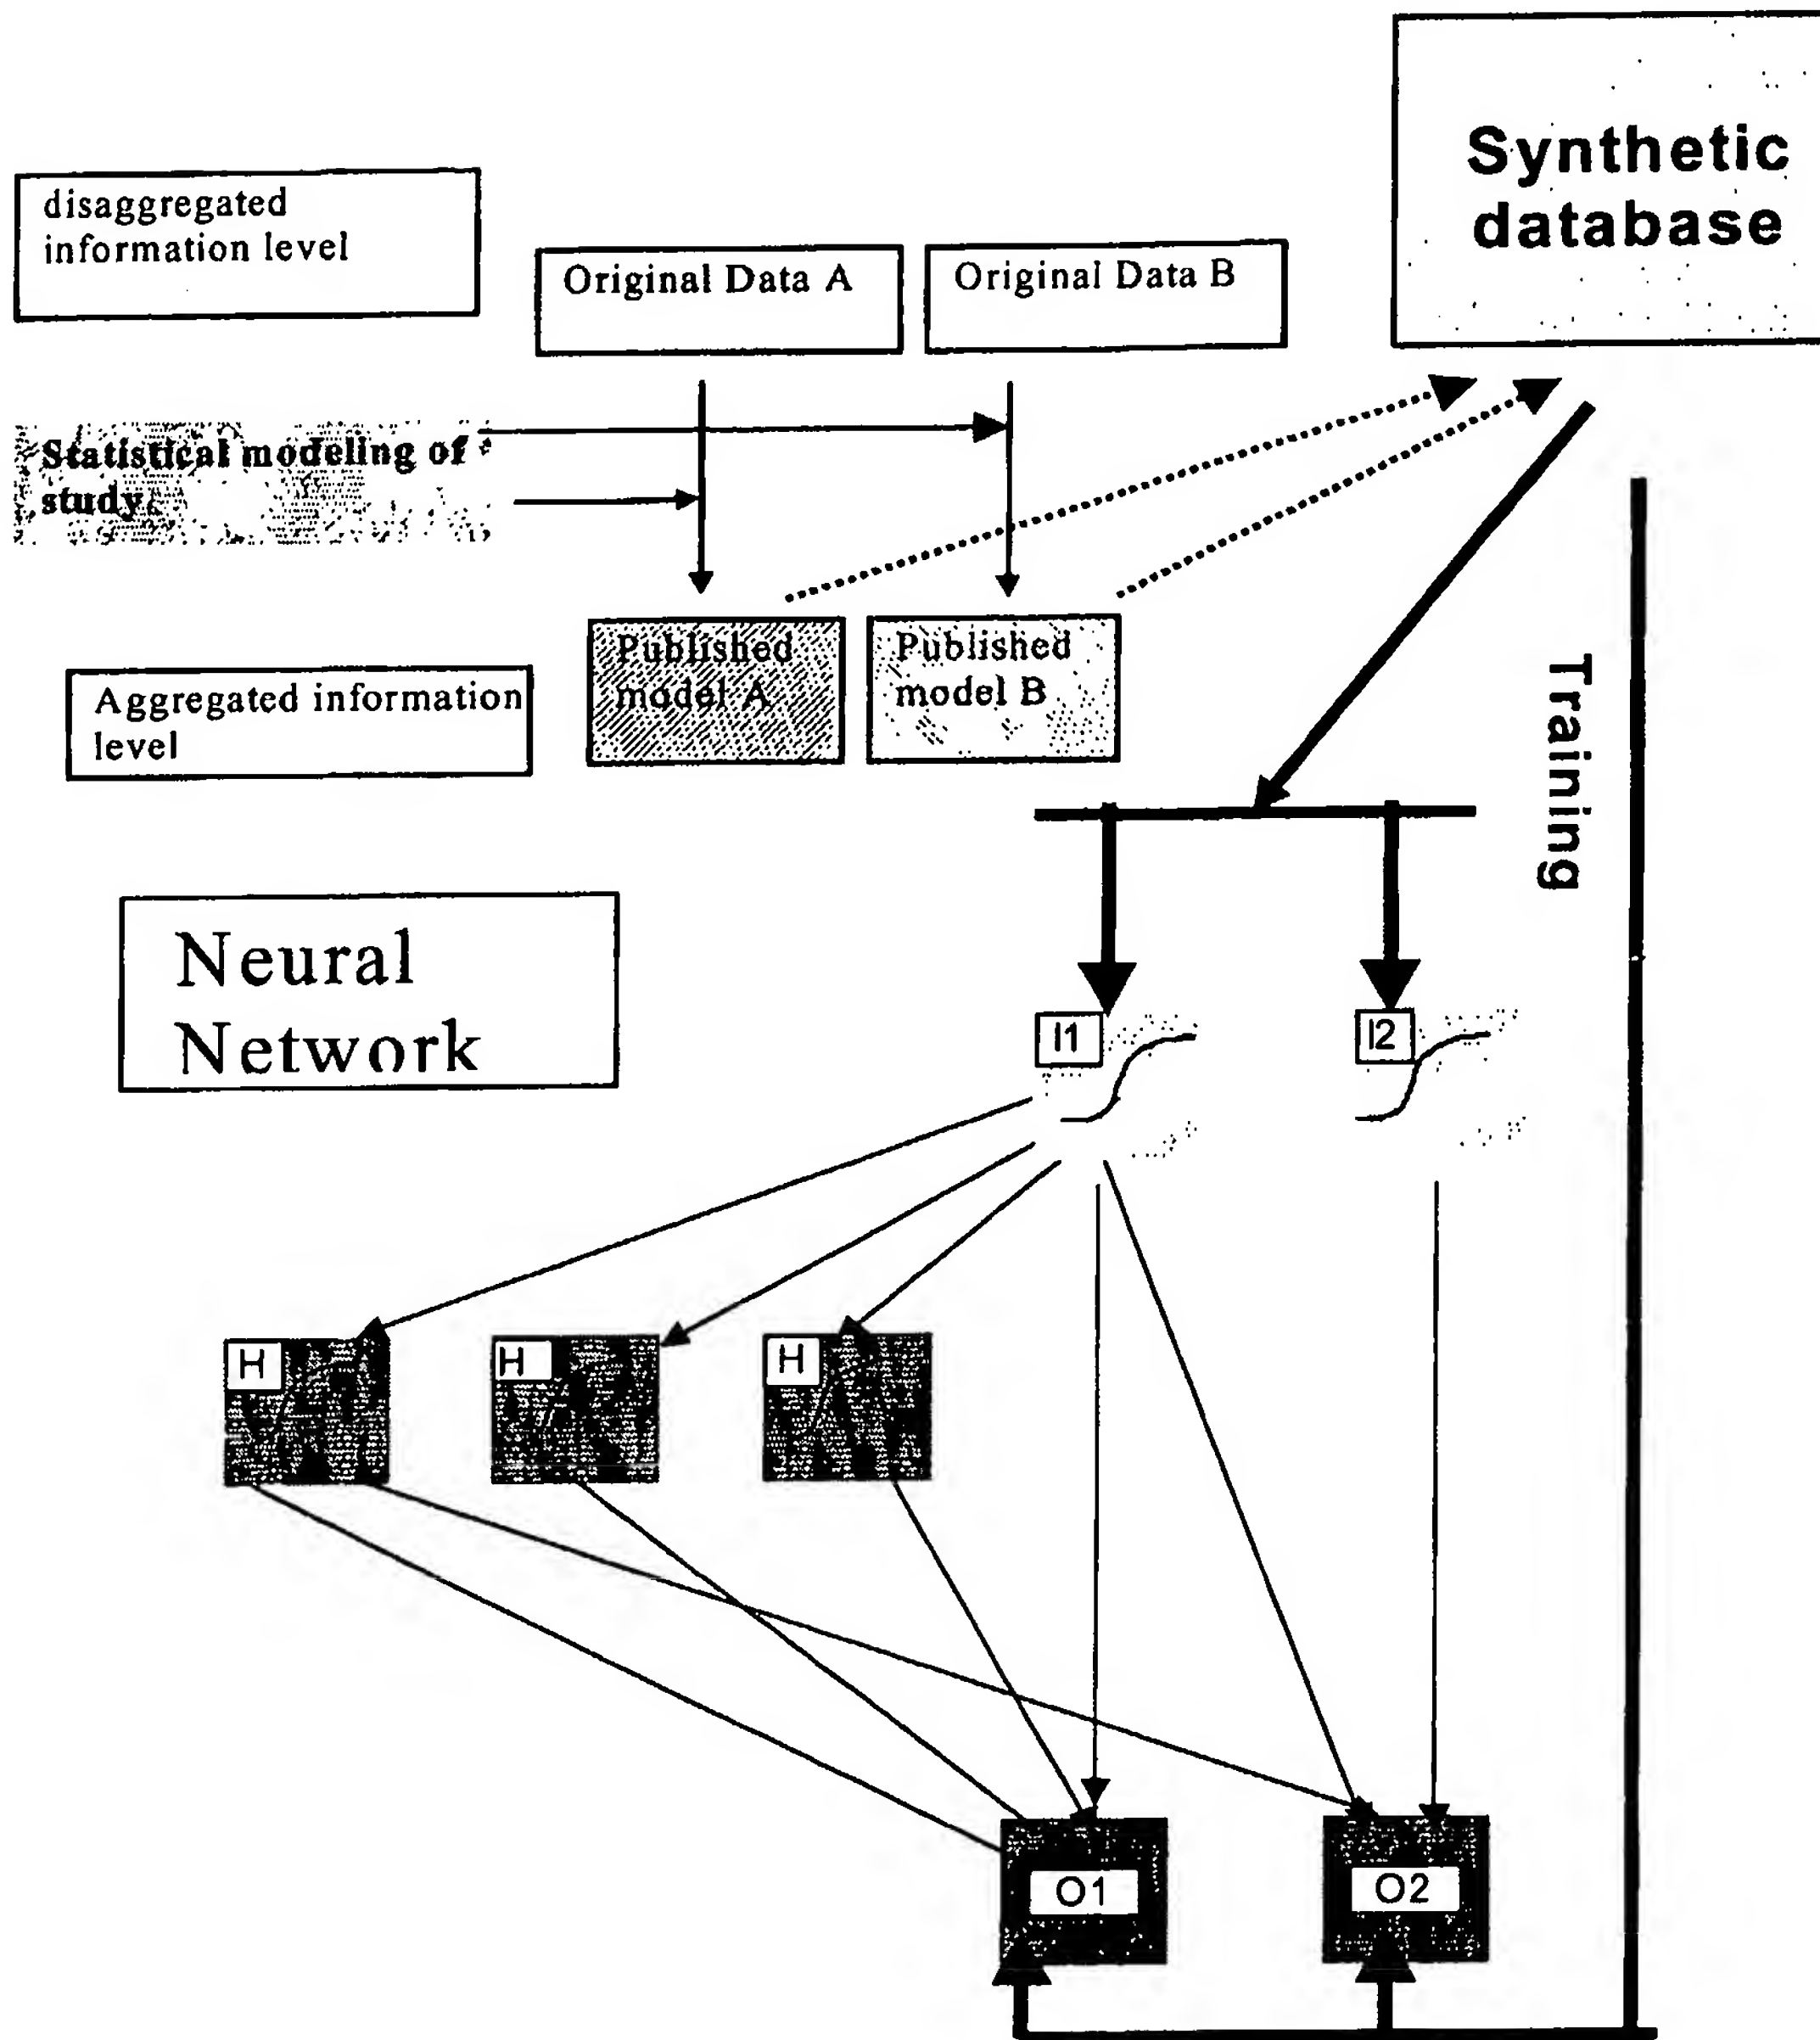 Synthetic
database
disaggregated
information level
Original Data A
Original Data B
Statistical modeling of
study
Published
model A
Published
model B
Aggregated information
level
Training
Neural
Network
I1
I2
H
H
H
O1
O2